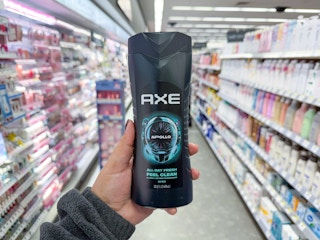 AXE
APOLLO
ALL DAY FRESH
FEEL CLEAN